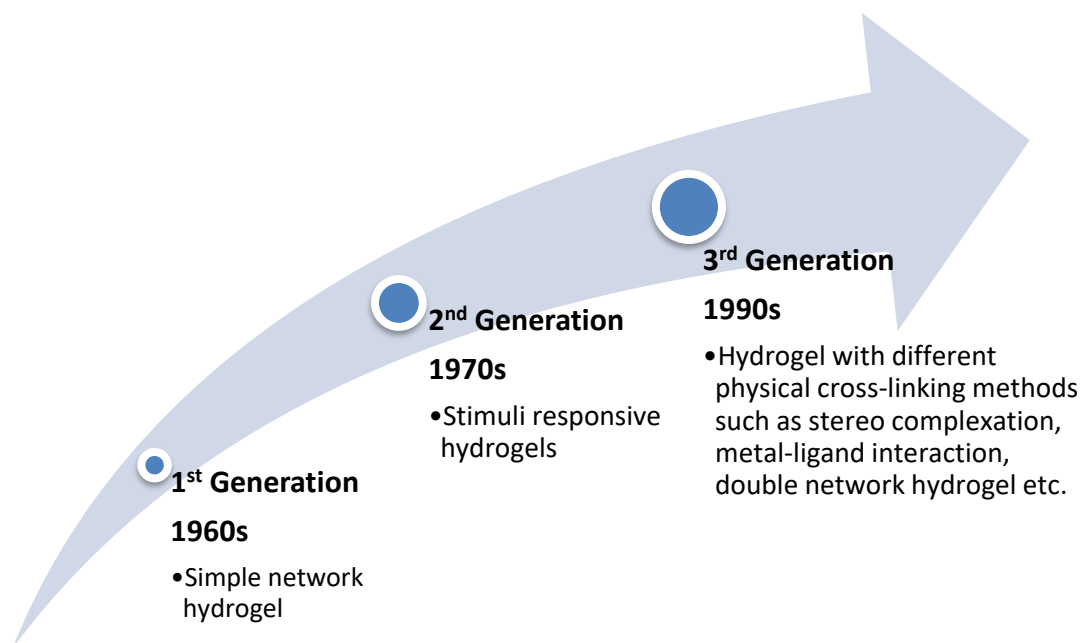 1st Generation
1960s
•Simple network
hydrogel
2nd Generation
1970s
•Stimuli responsive
hydrogels
3rd Generation
1990s
•Hydrogel with different
physical cross-linking methods
such as stereo complexation,
metal-ligand interaction,
double network hydrogel etc.